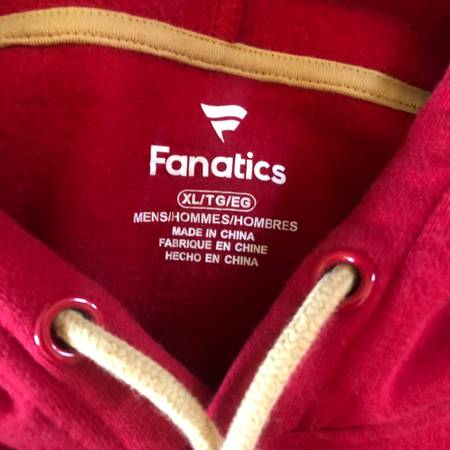 Fanatics
XL/TG/EG
MENS/HOMMES/HOMBRES
MADE IN CHINA
FABRIQUE EN CHINE
HECHO EN CHINA